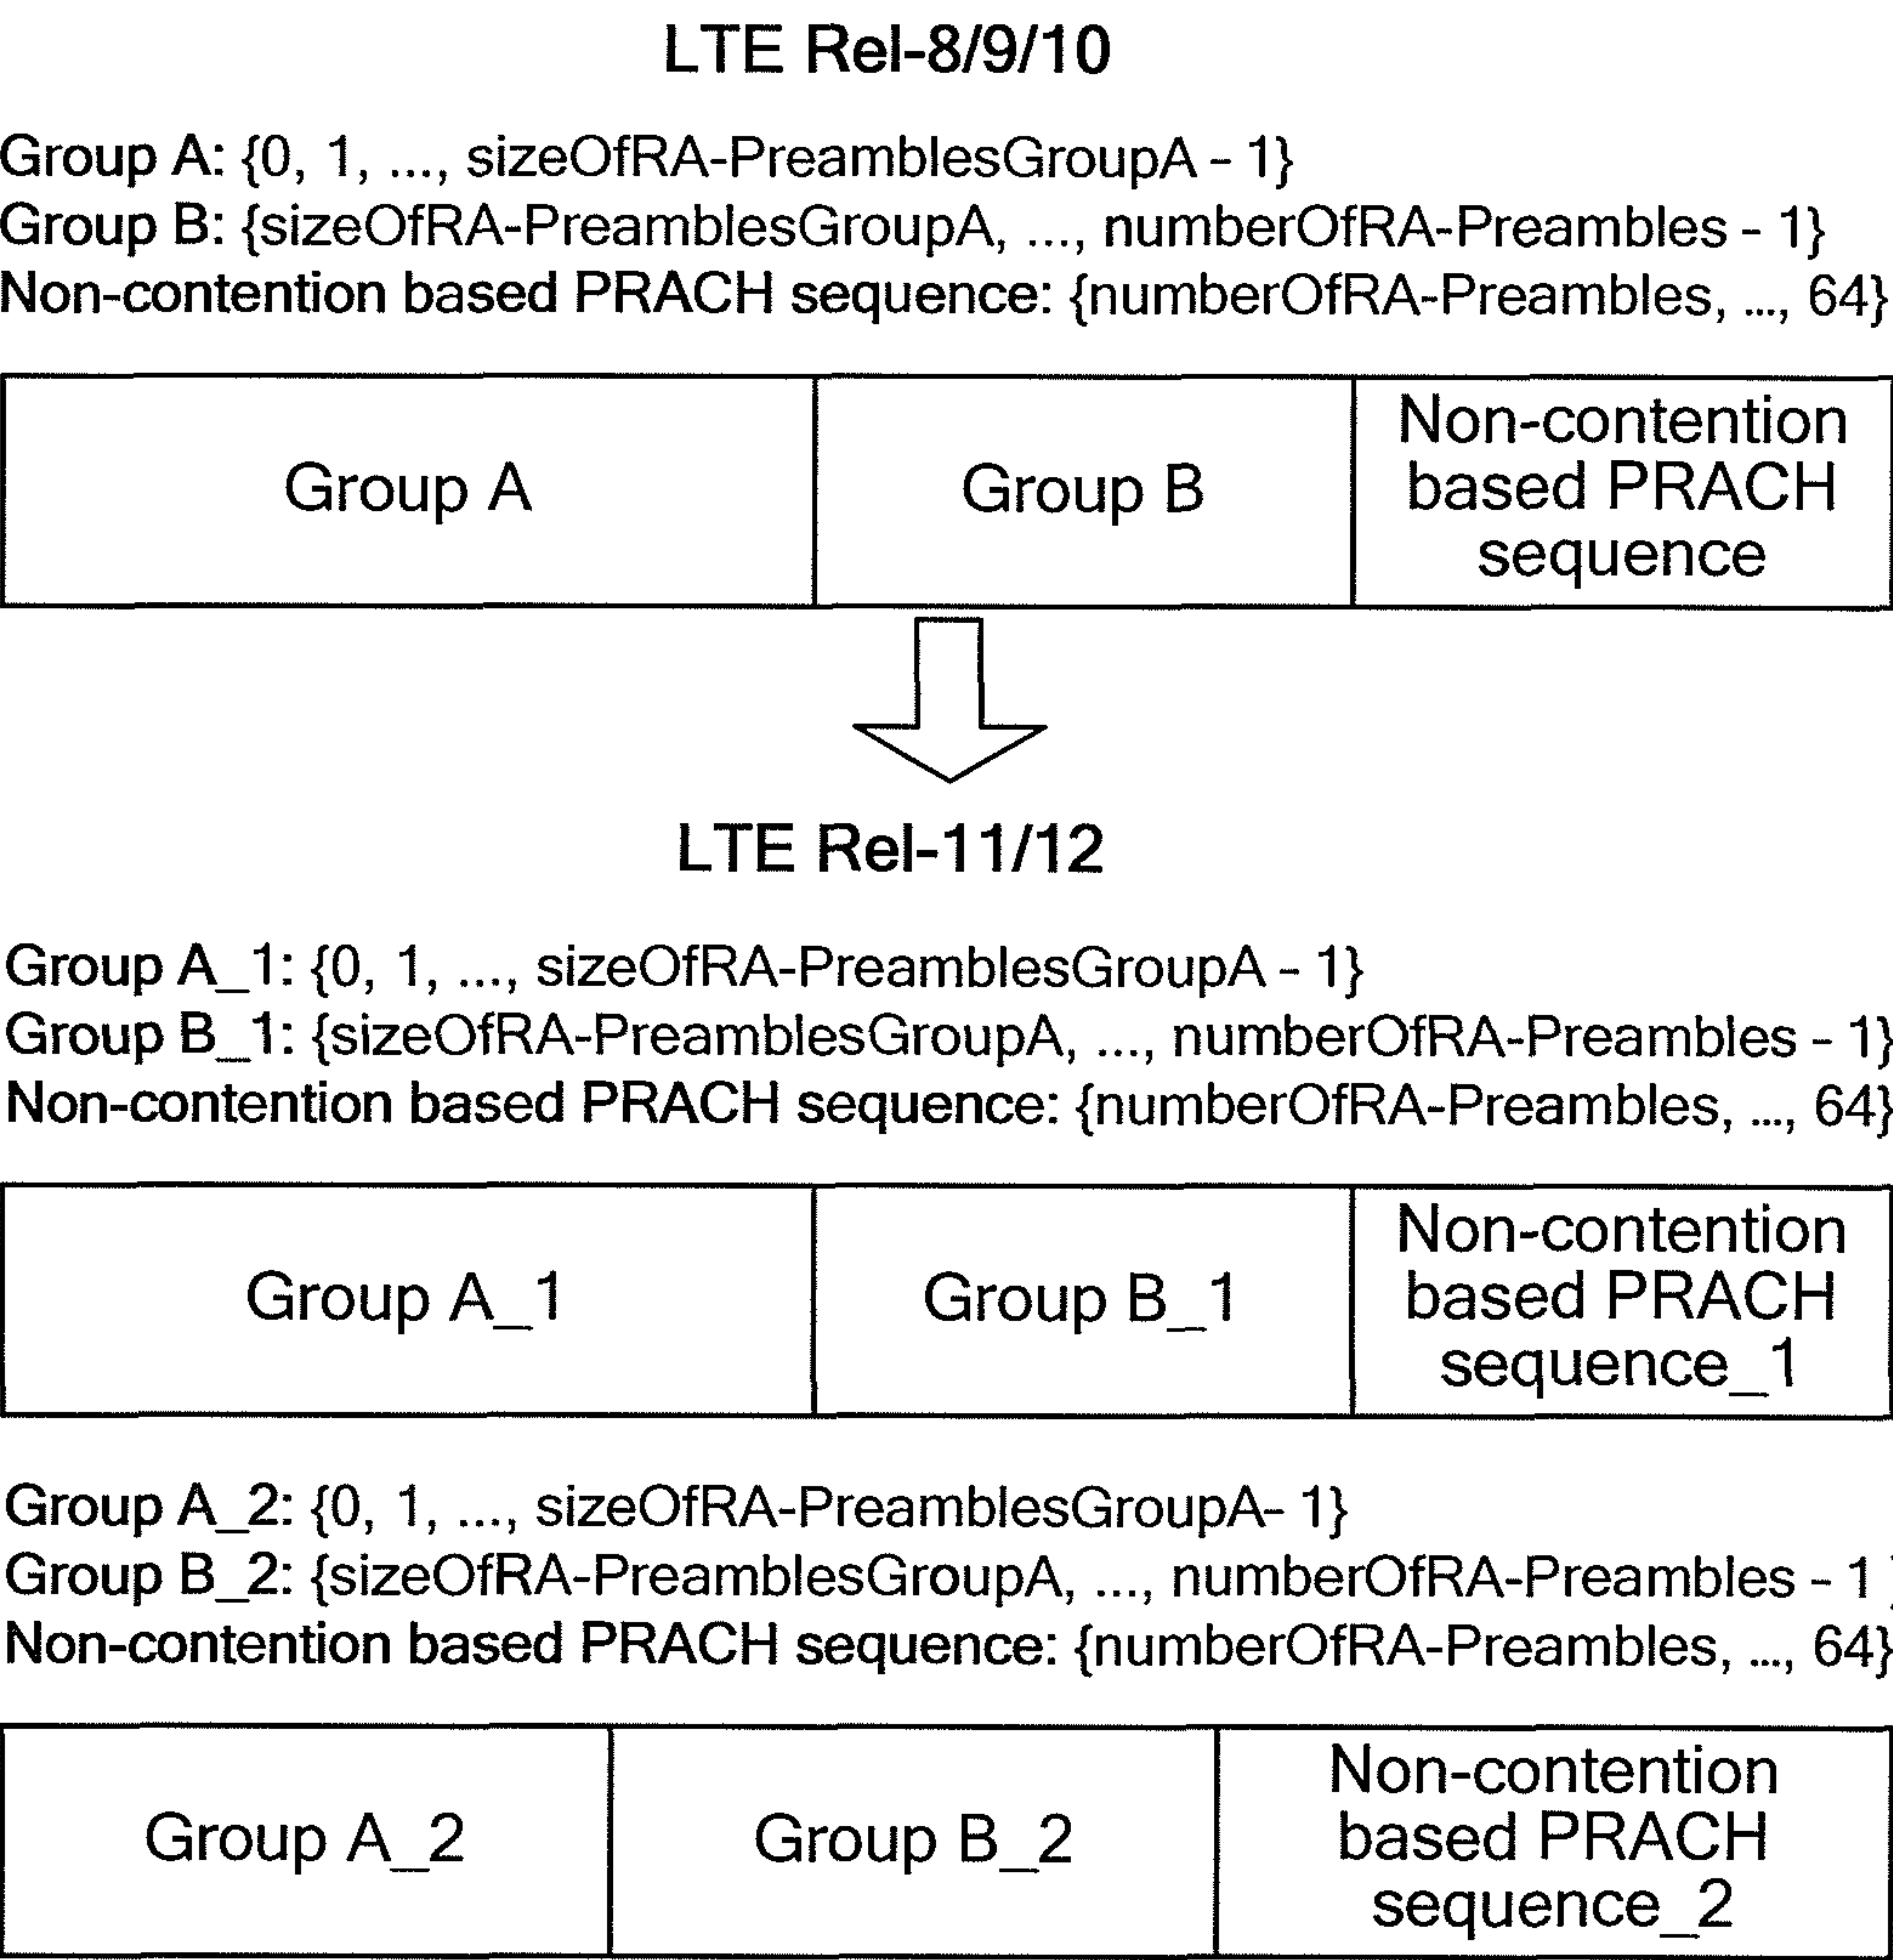 LTE Rel-8/9/10
Group A: {0, 1, ..., sizeOfRA-PreamblesGroupA - 1}
Group B: {sizeOfRA-PreamblesGroupA, ..., numberOfRA-Preambles - 1}
Non-contention based PRACH sequence: {numberOfRA-Preambles, ..., 64}
Group A
Group B
Non-contention
based PRACH
sequence
LTE Rel-11/12
Group A_1: {0, 1, ..., sizeOfRA-PreamblesGroupA - 1}
Group B_1: {sizeOfRA-PreamblesGroupA, ..., numberOfRA-Preambles - 1}
Non-contention based PRACH sequence: {numberOfRA-Preambles, ..., 64}
Group A_1
Group B_1
Non-contention
based PRACH
sequence_1
Group A_2: {0, 1, ..., sizeOfRA-PreamblesGroupA- 1}
Group B_2: {sizeOfRA-PreamblesGroupA, ..., numberOfRA-Preambles - 1}
Non-contention based PRACH sequence: {numberOfRA-Preambles, ..., 64}
Group A_2
Group B_2
Non-contention
based PRACH
sequence_2